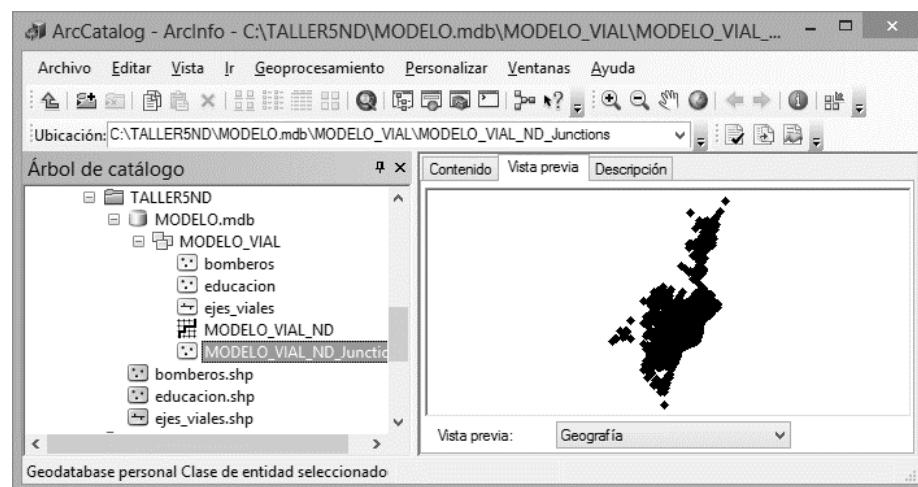 ArcCatalog - ArcInfo - C:\TALLER5ND\MODELO.mdb\MODELO_VIAL\MODELO_VIAL_...
Archivo Editar Vista Ir Geoprocesamiento Personalizar Ventanas Ayuda
Ubicación: C:\TALLER5ND\MODELO.mdb\MODELO_VIAL\MODELO_VIAL_ND_Junctions
Árbol de catálogo
TALLER5ND
MODELO.mdb
MODELO_VIAL
bomberos
educacion
ejes_viales
MODELO_VIAL_ND
MODELO_VIAL_ND_Junctio
bomberos.shp
educacion.shp
ejes_viales.shp
Contenido Vista previa Descripción
Vista previa: Geografía
Geodatabase personal Clase de entidad seleccionado